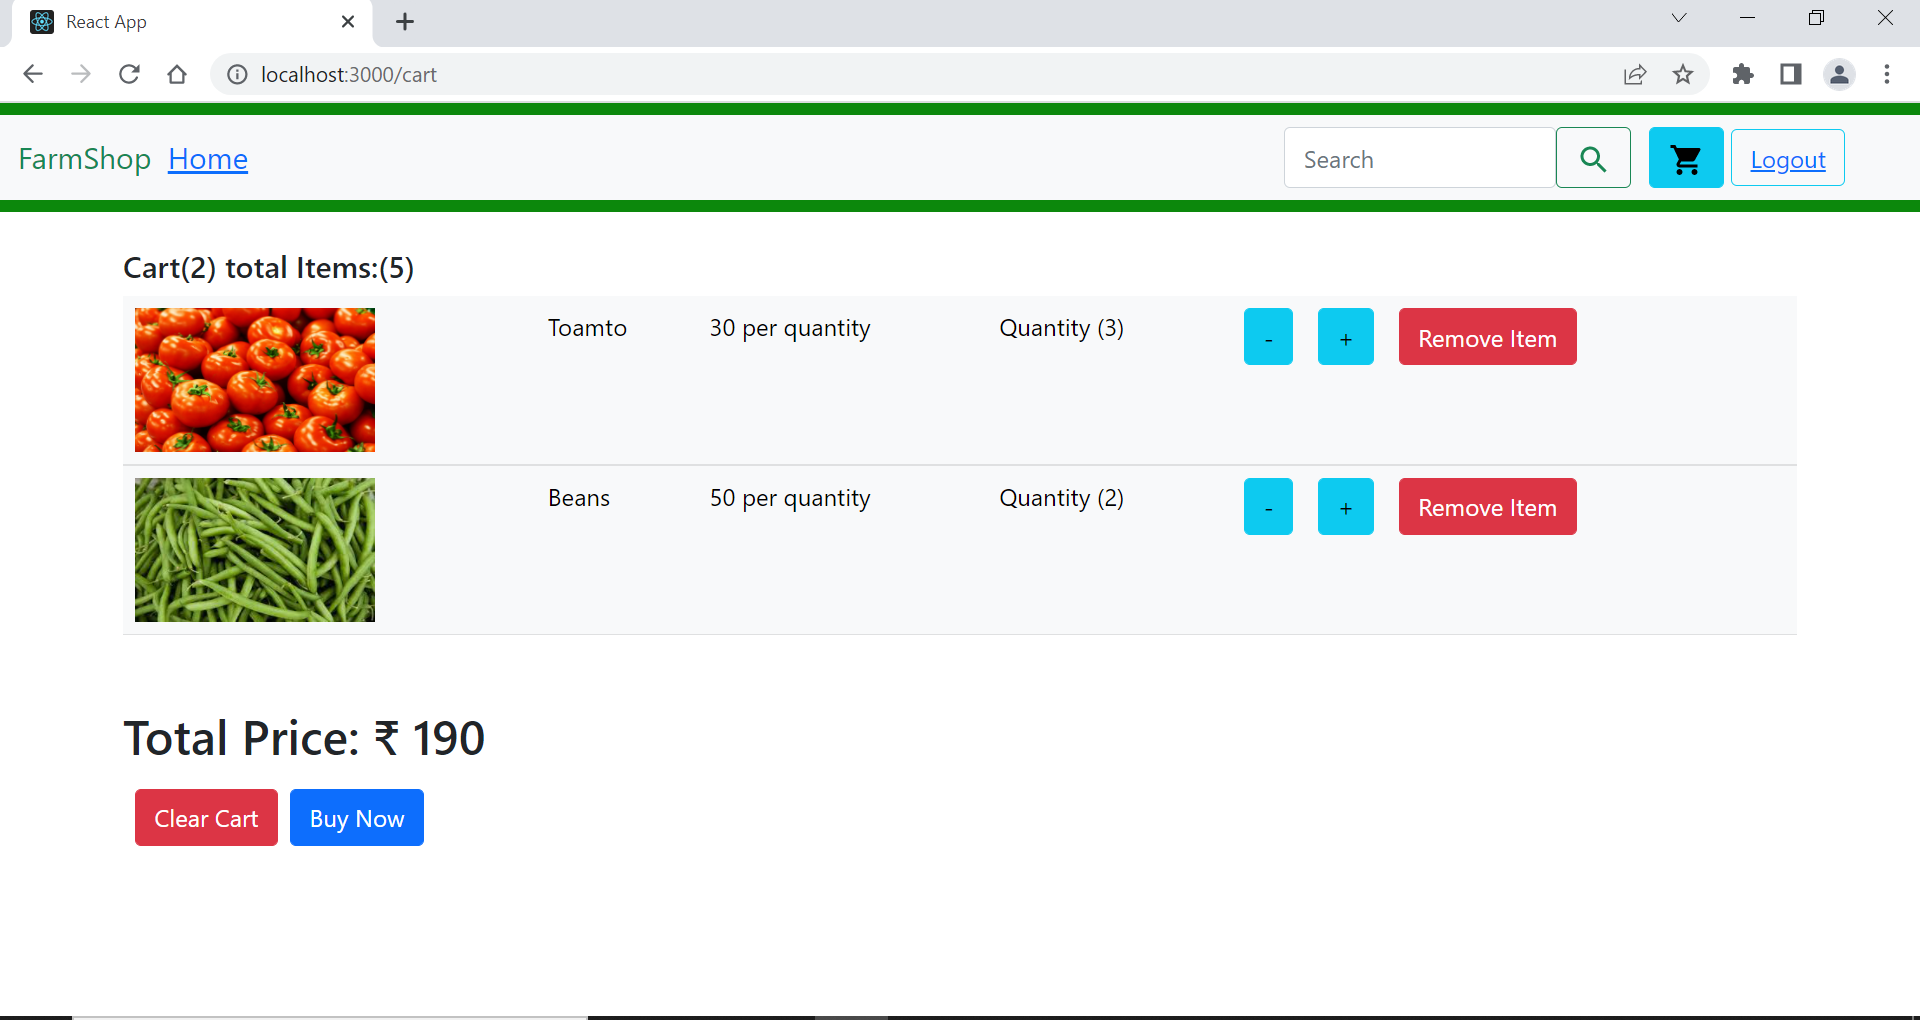 React App
localhost:3000/cart
FarmShop Home Search Logout
Cart(2) total Items:(5)
Toamto 30 per quantity Quantity (3) - + Remove Item
Beans 50 per quantity Quantity (2) - + Remove Item
Total Price: ₹ 190
Clear Cart Buy Now